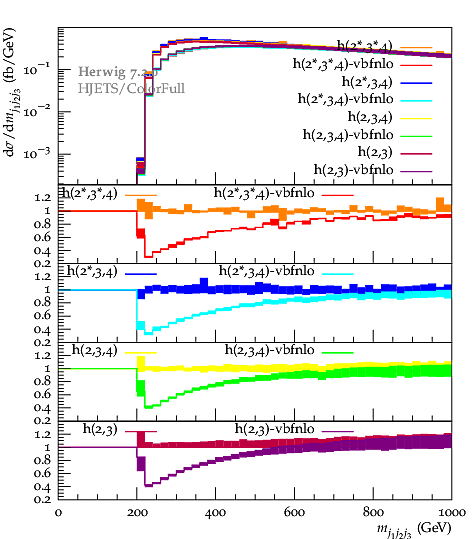 dσ/dm_{j₁j₂j₃} (fb/GeV)
10⁻¹
10⁻²
10⁻³
h(2*,3*,4)
Herwig 7.2.0
h(2*,3*,4)-vbfnlo
HJETS/ColorFull
h(2*,3,4)
h(2*,3,4)-vbfnlo
h(2,3,4)
h(2,3,4)-vbfnlo
h(2,3)
h(2,3)-vbfnlo
h(2*,3*,4) h(2*,3*,4)-vbfnlo
1.2
1
0.8
0.6
0.4
0.2
h(2*,3,4) h(2*,3,4)-vbfnlo
1.2
1
0.8
0.6
0.4
0.2
h(2,3,4) h(2,3,4)-vbfnlo
1.2
1
0.8
0.6
0.4
0.2
h(2,3) h(2,3)-vbfnlo
1.2
1
0.8
0.6
0.4
0.2
0 200 400 600 800 1000
m_{j₁j₂j₃}